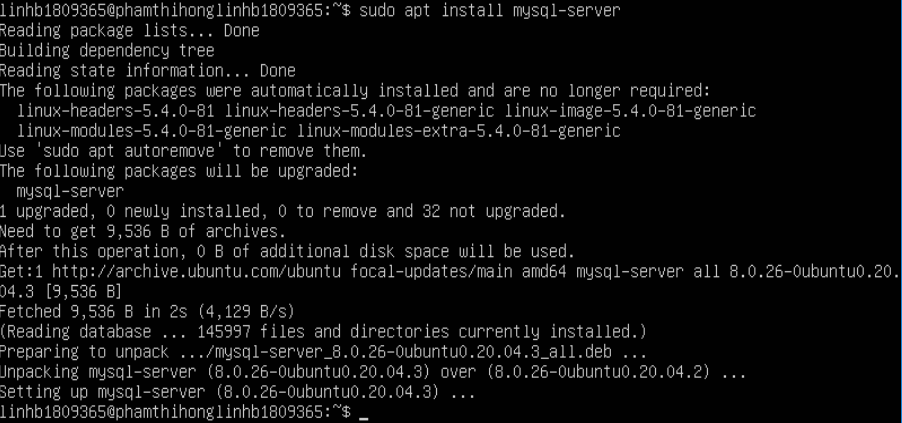 linhb1809365@phamthihonglinhb1809365:~$ sudo apt install mysql-server
Reading package lists... Done
Building dependency tree
Reading state information... Done
The following packages were automatically installed and are no longer required:
  linux-headers-5.4.0-81 linux-headers-5.4.0-81-generic linux-image-5.4.0-81-generic
  linux-modules-5.4.0-81-generic linux-modules-extra-5.4.0-81-generic
Use 'sudo apt autoremove' to remove them.
The following packages will be upgraded:
  mysql-server
1 upgraded, 0 newly installed, 0 to remove and 32 not upgraded.
Need to get 9,536 B of archives.
After this operation, 0 B of additional disk space will be used.
Get:1 http://archive.ubuntu.com/ubuntu focal-updates/main amd64 mysql-server all 8.0.26-0ubuntu0.20.
04.3 [9,536 B]
Fetched 9,536 B in 2s (4,129 B/s)
(Reading database ... 145997 files and directories currently installed.)
Preparing to unpack .../mysql-server_8.0.26-0ubuntu0.20.04.3_all.deb ...
Unpacking mysql-server (8.0.26-0ubuntu0.20.04.3) over (8.0.26-0ubuntu0.20.04.2) ...
Setting up mysql-server (8.0.26-0ubuntu0.20.04.3) ...
linhb1809365@phamthihonglinhb1809365:~$ _